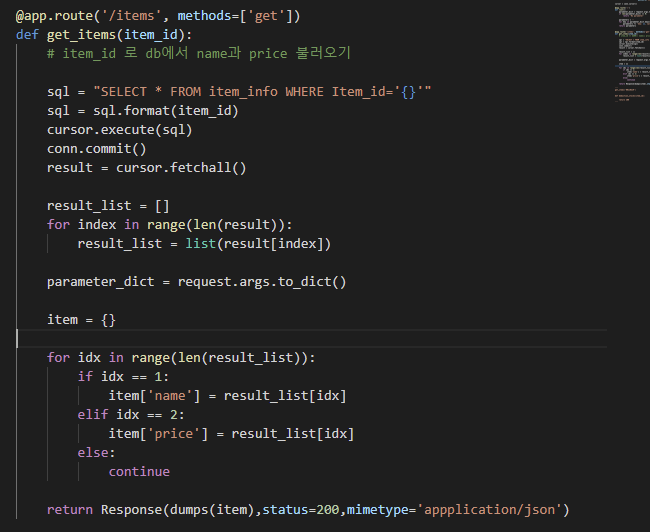 @app.route('/items', methods=['get'])
def get_items(item_id):
# item_id 로 db에서 name과 price 불러오기
sql = "SELECT * FROM item_info WHERE Item_id='{}'"
sql = sql.format(item_id)
cursor.execute(sql)
conn.commit()
result = cursor.fetchall()
result_list = []
for index in range(len(result)):
result_list = list(result[index])
parameter_dict = request.args.to_dict()
item = {}
for idx in range(len(result_list)):
if idx == 1:
item['name'] = result_list[idx]
elif idx == 2:
item['price'] = result_list[idx]
else:
continue
return Response(dumps(item),status=200,mimetype='appplication/json')